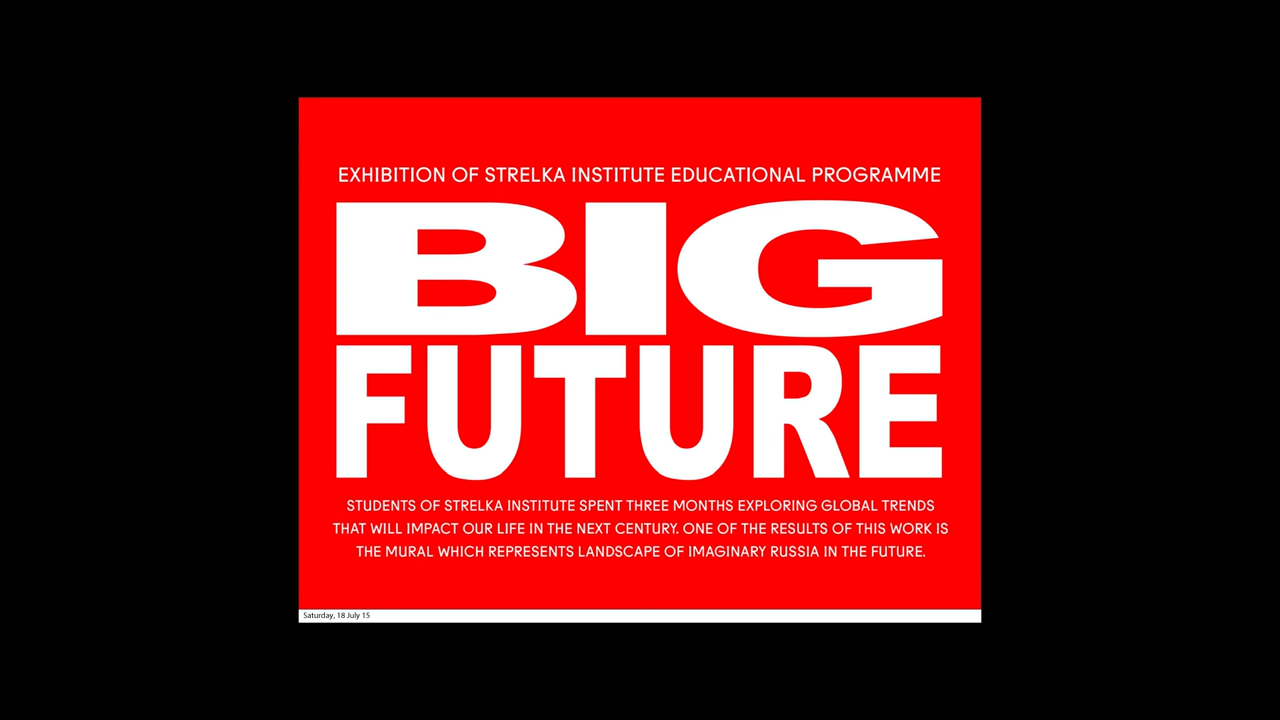 EXHIBITION OF STRELKA INSTITUTE EDUCATIONAL PROGRAMME
BIG
FUTURE
STUDENTS OF STRELKA INSTITUTE SPENT THREE MONTHS EXPLORING GLOBAL TRENDS
THAT WILL IMPACT OUR LIFE IN THE NEXT CENTURY. ONE OF THE RESULTS OF THIS WORK IS
THE MURAL WHICH REPRESENTS LANDSCAPE OF IMAGINARY RUSSIA IN THE FUTURE.
Saturday, 18 July 15